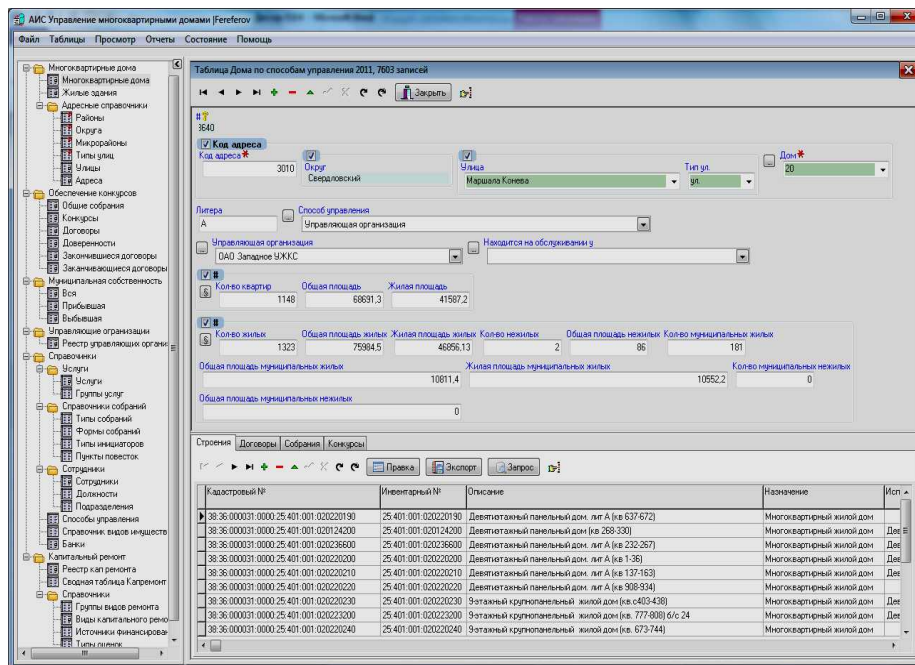 АИС Управление многоквартирными домами |Fereferov
Файл Таблицы Просмотр Отчеты Состояние Помощь
Многоквартирные дома
Многоквартирные дома
Жилые здания
Адресные справочники
Районы
Округа
Микрорайоны
Типы улиц
Улицы
Адреса
Обеспечение конкурсов
Общие собрания
Конкурсы
Договоры
Доверенности
Закончившиеся договоры
Заканчивающиеся договоры
Муниципальная собственность
Вся
Прибывшая
Выбывшая
Управляющие организации
Реестр управляющих органи
Справочники
Услуги
Услуги
Группы услуг
Справочники собраний
Типы собраний
Формы собраний
Типы инициаторов
Пункты повесток
Сотрудники
Сотрудники
Должности
Подразделения
Способы управления
Справочник видов имуществ
Банки
Капитальный ремонт
Реестр кап ремонта
Сводная таблица Капремонт
Справочники
Группы видов ремонта
Виды капитального ремо
Источники финансирован
Типы оценок
Таблица Дома по способам управления 2011, 7603 записей
Закрыть
#
3640
Код адреса
Код адреса* Округ Улица Тип ул. Дом*
3010 Свердловский Маршала Конева ул. 20
Литера Способ управления
А Управляющая организация
Управляющая организация Находится на обслуживании у
ОАО Западное УЖКС
#
Кол-во квартир Общая площадь Жилая площадь
1148 68691,3 41587,2
#
Кол-во жилых Общая площадь жилых Жилая площадь жилых Кол-во нежилых Общая площадь нежилых Кол-во муниципальных жилых
1323 75984,5 46856,13 2 86 181
Общая площадь муниципальных жилых Жилая площадь муниципальных жилых Кол-во муниципальных нежилых
10811,4 10552,2 0
Общая площадь муниципальных нежилых
0
Строения Договоры Собрания Конкурсы
Правка Экспорт Запрос
Кадастровый № Инвентарный № Описание Назначение Исп
38:36:000031:0000:25:401:001:020220190 25:401:001:020220190 Девятиэтажный панельный дом. лит А (кв 637-672) Многоквартирный жилой дом
38:36:000031:0000:25:401:001:020124200 25:401:001:020124200 Девятиэтажный панельный дом (кв 268-330) Многоквартирный жилой дом Дев
38:36:000031:0000:25:401:001:020236600 25:401:001:020236600 Девятиэтажный панельный дом. лит А (кв 232-267) Многоквартирный жилой дом Дев
38:36:000031:0000:25:401:001:020220200 25:401:001:020220200 Девятиэтажный панельный дом. лит А (кв 1-36) Многоквартирный жилой дом Дев
38:36:000031:0000:25:401:001:020220210 25:401:001:020220210 Девятиэтажный панельный дом. лит А (кв 137-163) Многоквартирный жилой дом Дев
38:36:000031:0000:25:401:001:020220220 25:401:001:020220220 Девятиэтажный панельный дом. лит А (кв 908-934) Многоквартирный жилой дом
38:36:000031:0000:25:401:001:020220230 25:401:001:020220230 9-этажный крупнопанельный жилой дом (кв.с403-438) Многоквартирный жилой дом Дев
38:36:000031:0000:25:401:001:020223200 25:401:001:020223200 9-этажный крупнопанельный жилой дом (кв. 777-808) б/с 24 Многоквартирный жилой дом Дев
38:36:000031:0000:25:401:001:020220240 25:401:001:020220240 9-этажный крупнопанельный жилой дом (кв. 673-744) Многоквартирный жилой дом